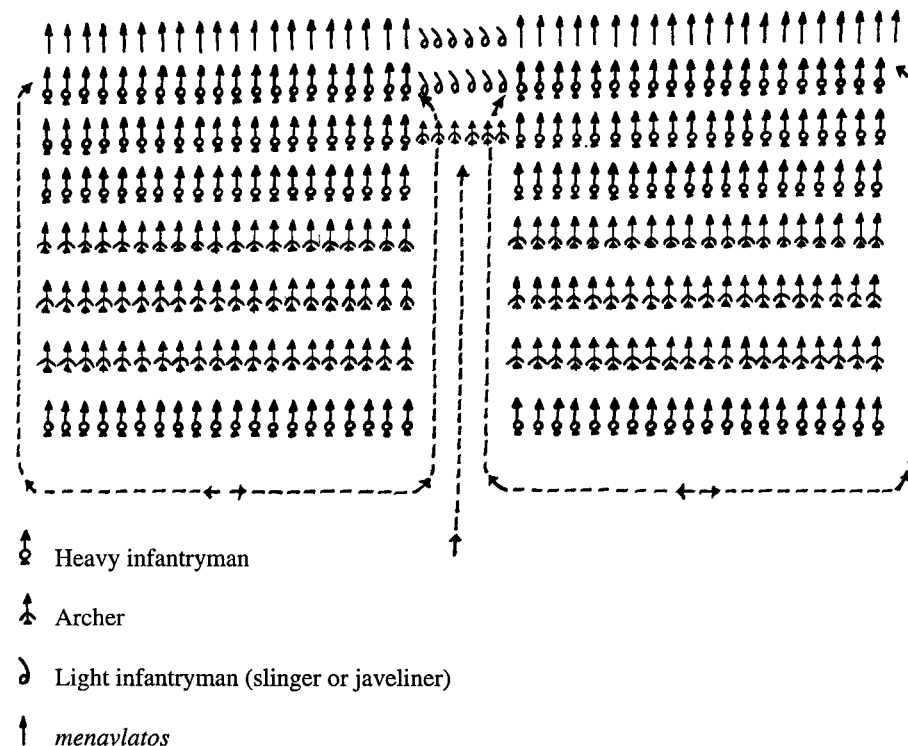 Heavy infantryman
Archer
Light infantryman (slinger or javeliner)
menavlatos